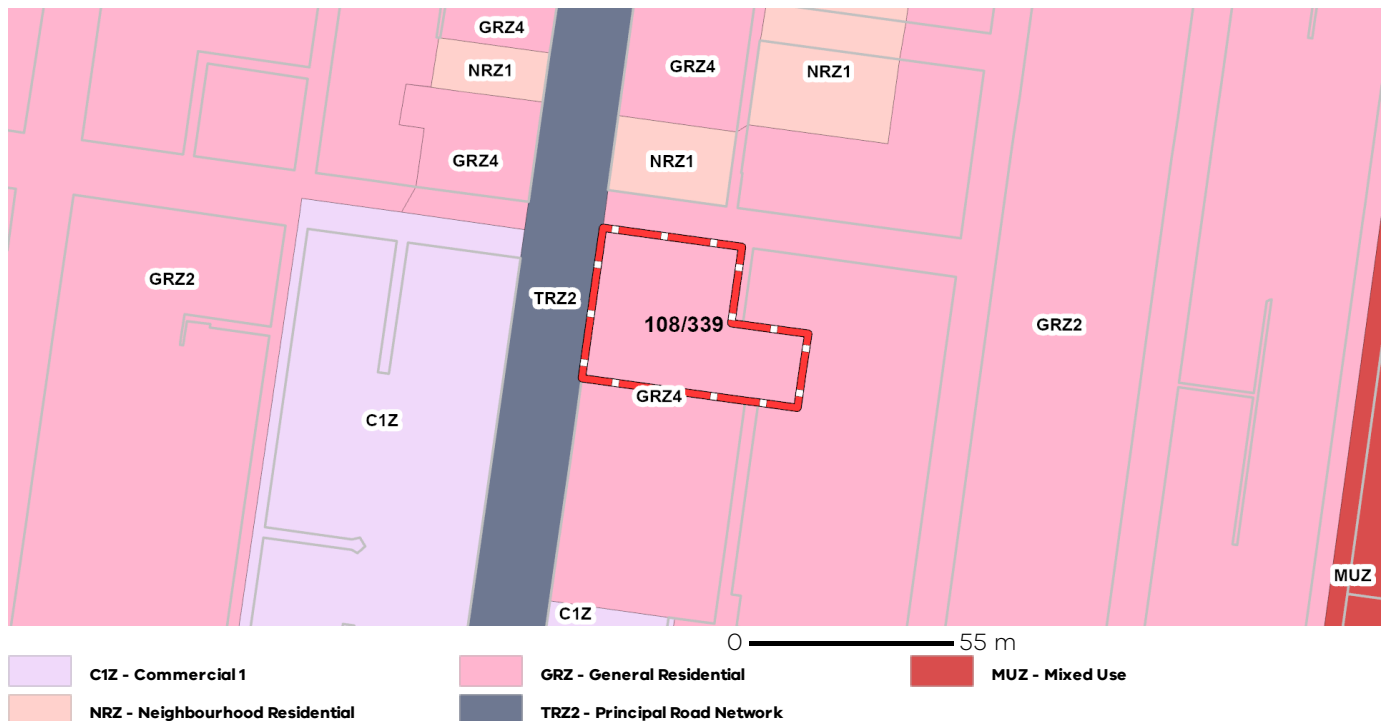 GRZ4
NRZ1
GRZ4
NRZ1
GRZ4
NRZ1
GRZ2
TRZ2
108/339
GRZ2
GRZ4
C1Z
MUZ
C1Z
0 55 m
C1Z - Commercial 1
GRZ - General Residential
MUZ - Mixed Use
NRZ - Neighbourhood Residential
TRZ2 - Principal Road Network